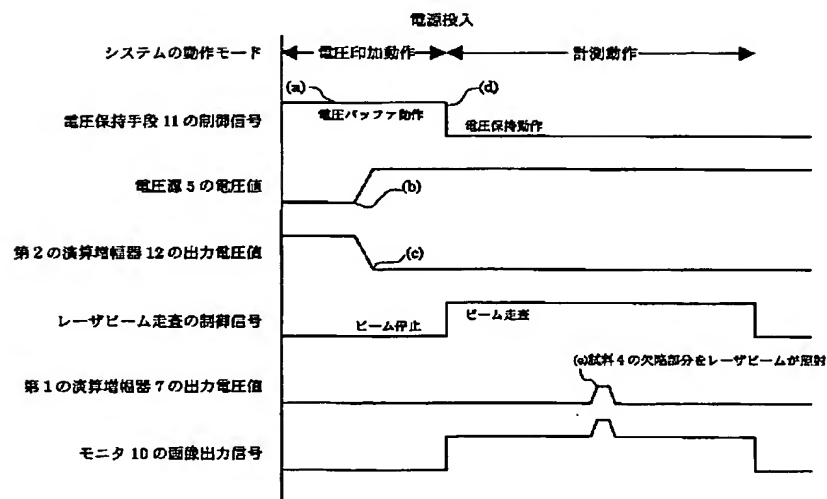 電源投入
システムの動作モード
電圧印加動作
計測動作
(a)
(d)
電圧保持手段11の制御信号
電圧バッファ動作
電圧保持動作
電圧源5の電圧値
(b)
第2の演算増幅器12の出力電圧値
(c)
レーザビーム走査の制御信号
ビーム停止
ビーム走査
(e)試料4の欠陥部分をレーザビームが照射
第1の演算増幅器7の出力電圧値
モニタ10の画像出力信号